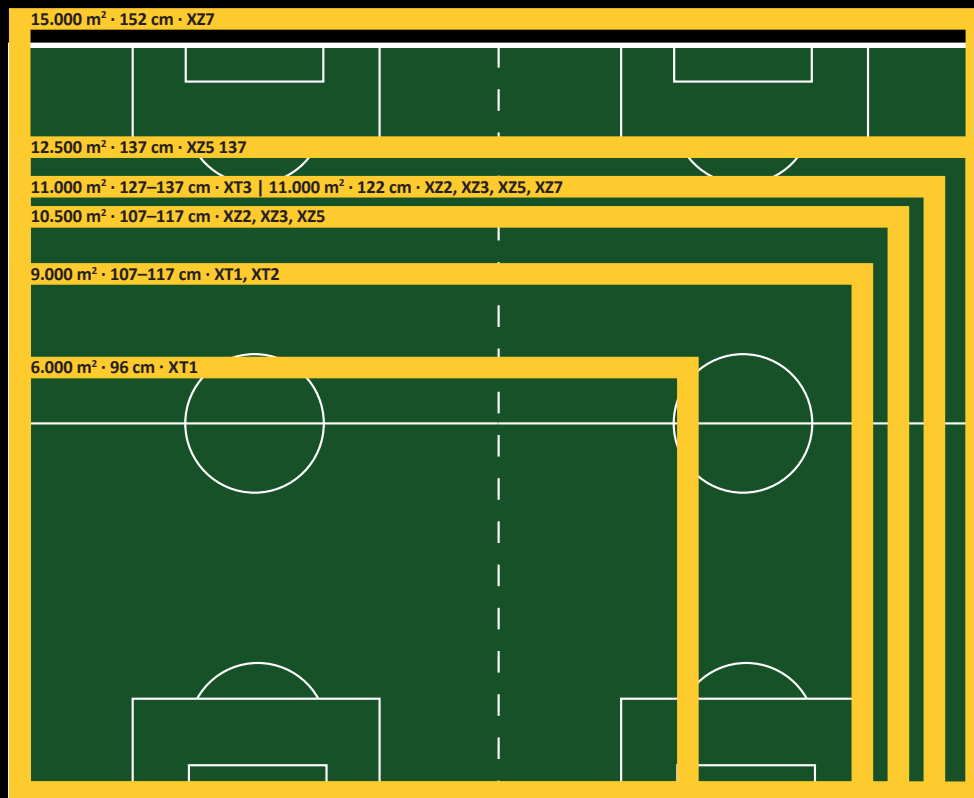 15.000 m² · 152 cm · XZ7
12.500 m² · 137 cm · XZ5 137
11.000 m² · 127–137 cm · XT3 | 11.000 m² · 122 cm · XZ2, XZ3, XZ5, XZ7
10.500 m² · 107–117 cm · XZ2, XZ3, XZ5
9.000 m² · 107–117 cm · XT1, XT2
6.000 m² · 96 cm · XT1